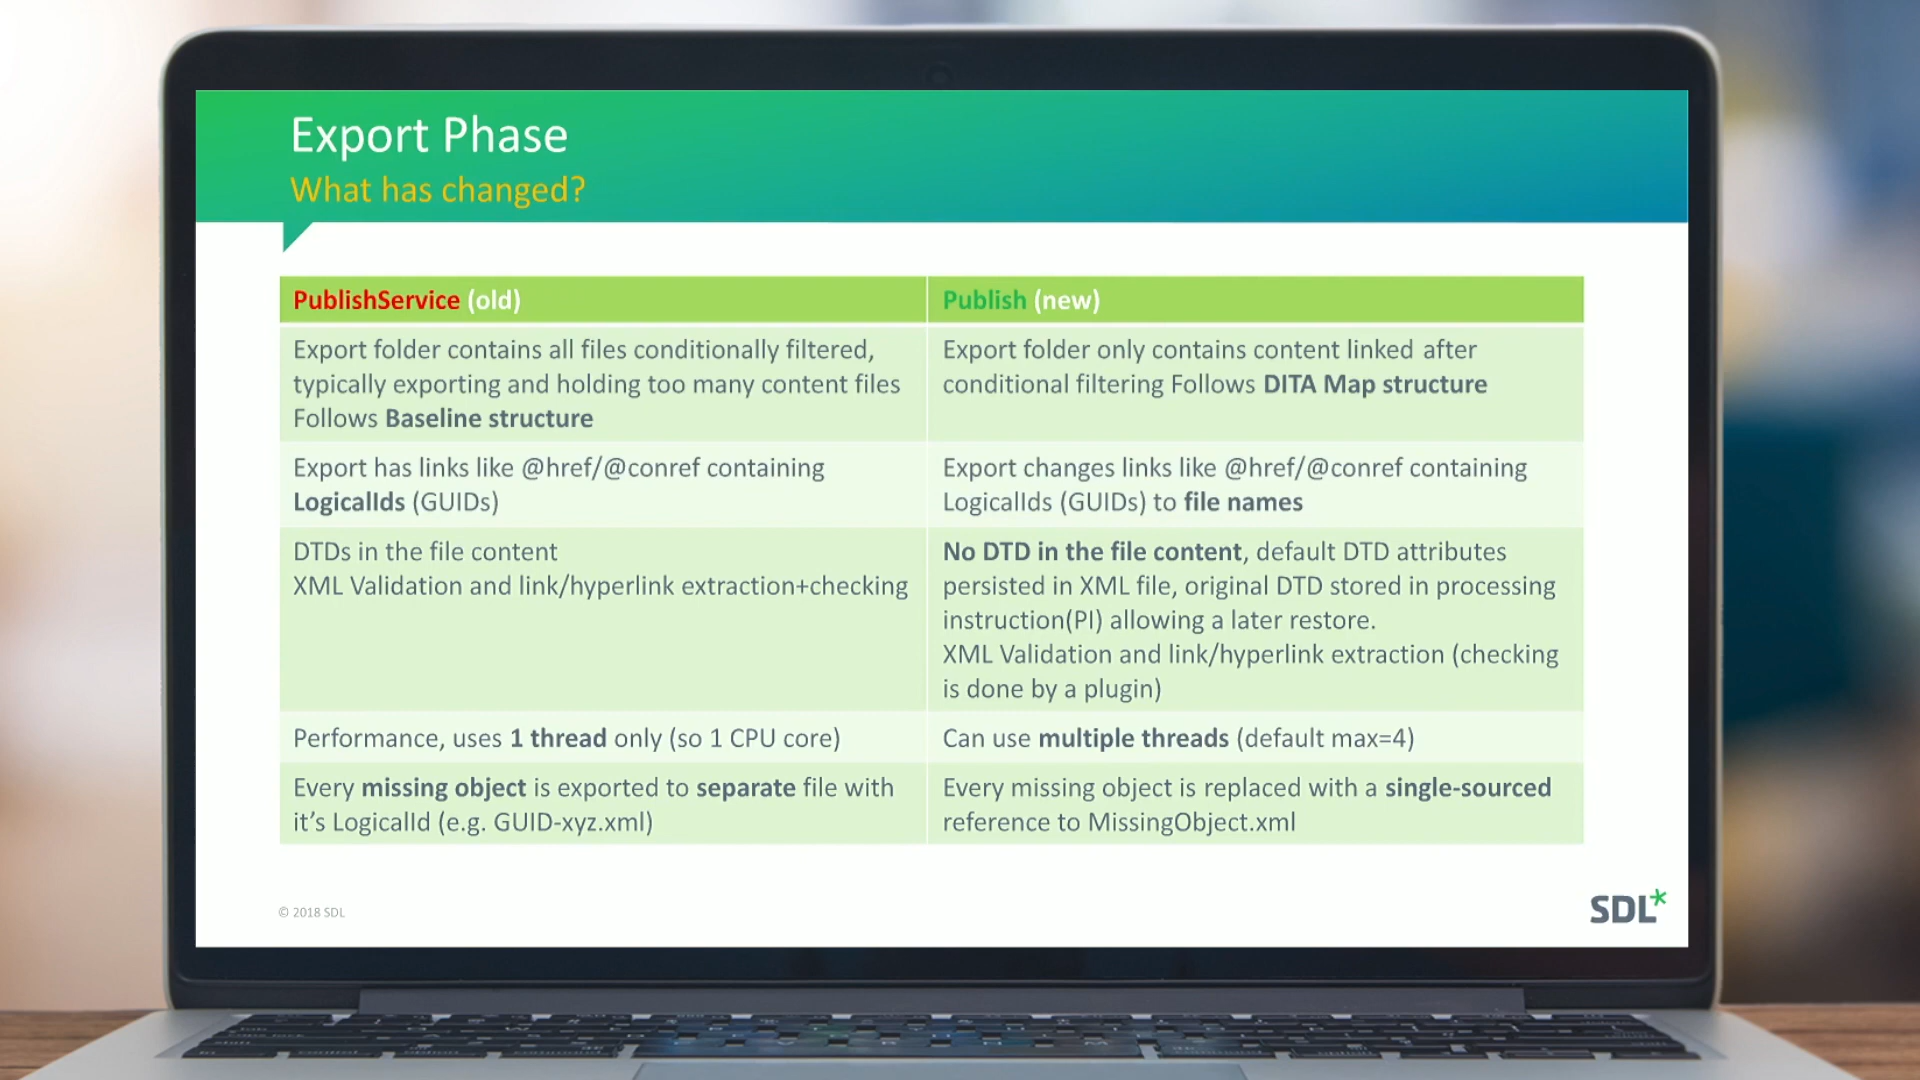 Export Phase
What has changed?
PublishService (old)
Publish (new)
Export folder contains all files conditionally filtered,
typically exporting and holding too many content files
Follows Baseline structure
Export folder only contains content linked after
conditional filtering Follows DITA Map structure
Export has links like @href/@conref containing
LogicalIds (GUIDs)
Export changes links like @href/@conref containing
LogicalIds (GUIDs) to file names
DTDs in the file content
XML Validation and link/hyperlink extraction+checking
No DTD in the file content, default DTD attributes
persisted in XML file, original DTD stored in processing
instruction(PI) allowing a later restore.
XML Validation and link/hyperlink extraction (checking
is done by a plugin)
Performance, uses 1 thread only (so 1 CPU core)
Can use multiple threads (default max=4)
Every missing object is exported to separate file with
it's LogicalId (e.g. GUID-xyz.xml)
Every missing object is replaced with a single-sourced
reference to MissingObject.xml
© 2018 SDL
SDL*